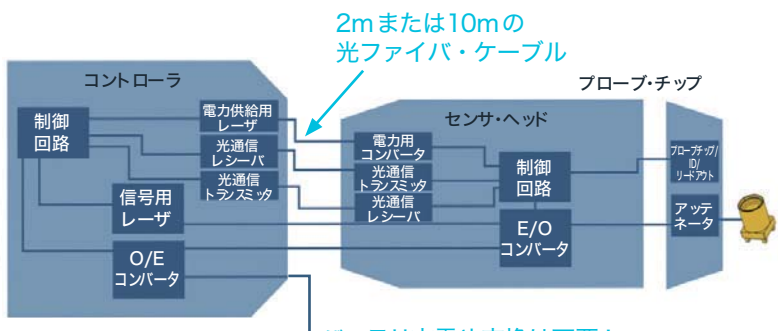 2mまたは10mの
光ファイバ・ケーブル
コントローラ
プローブ・チップ
センサ・ヘッド
制御
回路
電力供給用
レーザ
光通信
レシーバ
光通信
トランスミッタ
信号用
レーザ
O/E
コンバータ
電力用
コンバータ
光通信
トランスミッタ
光通信
レシーバ
制御
回路
E/O
コンバータ
プローブチップ/
ID/
リードアウト
アッテ
ネータ